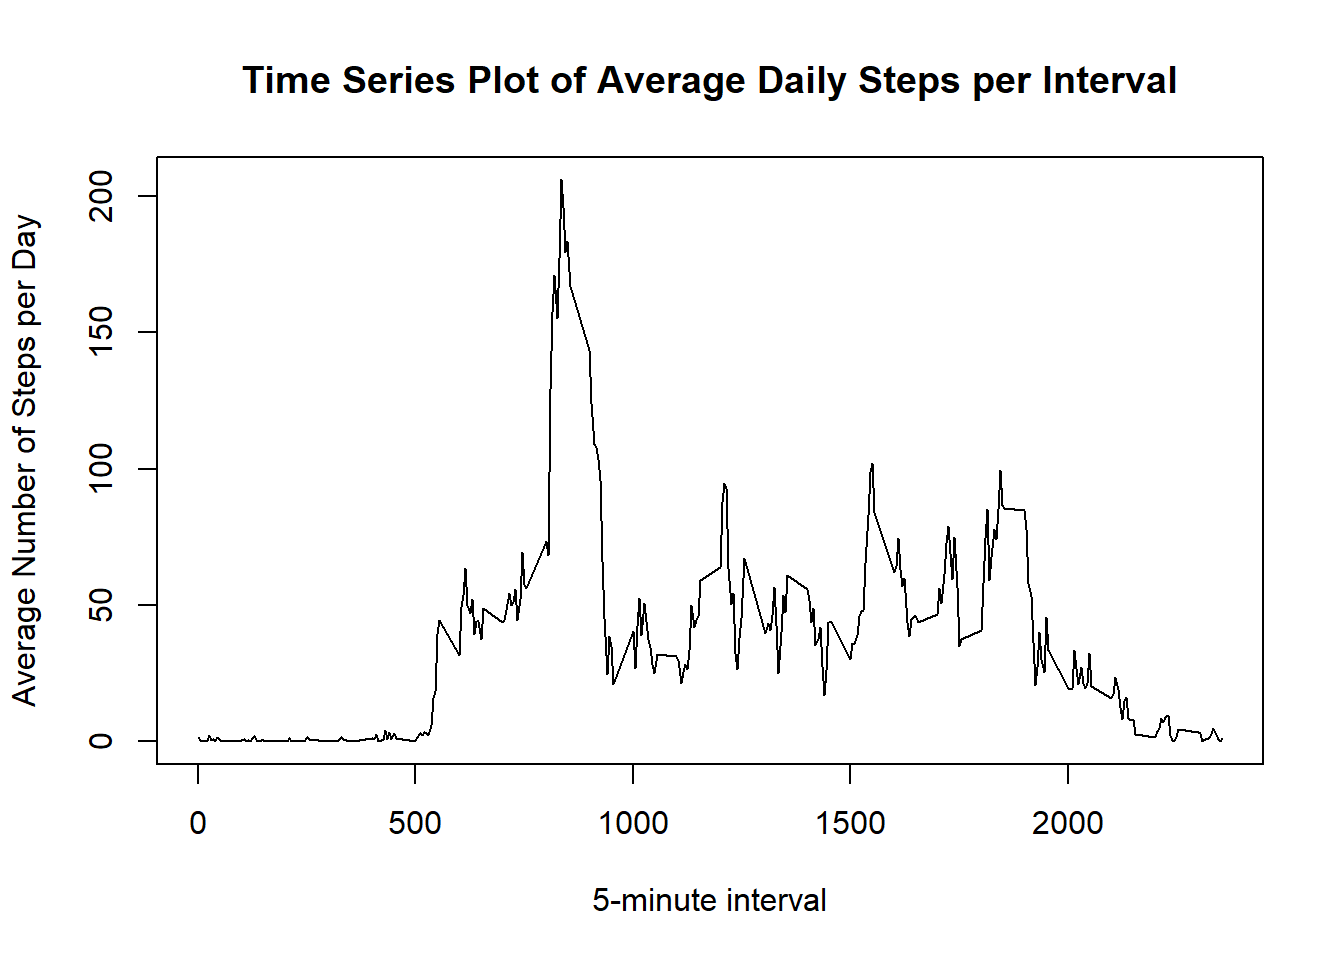 Time Series Plot of Average Daily Steps per Interval
Average Number of Steps per Day
200
150
100
50
0
0 500 1000 1500 2000
5-minute interval